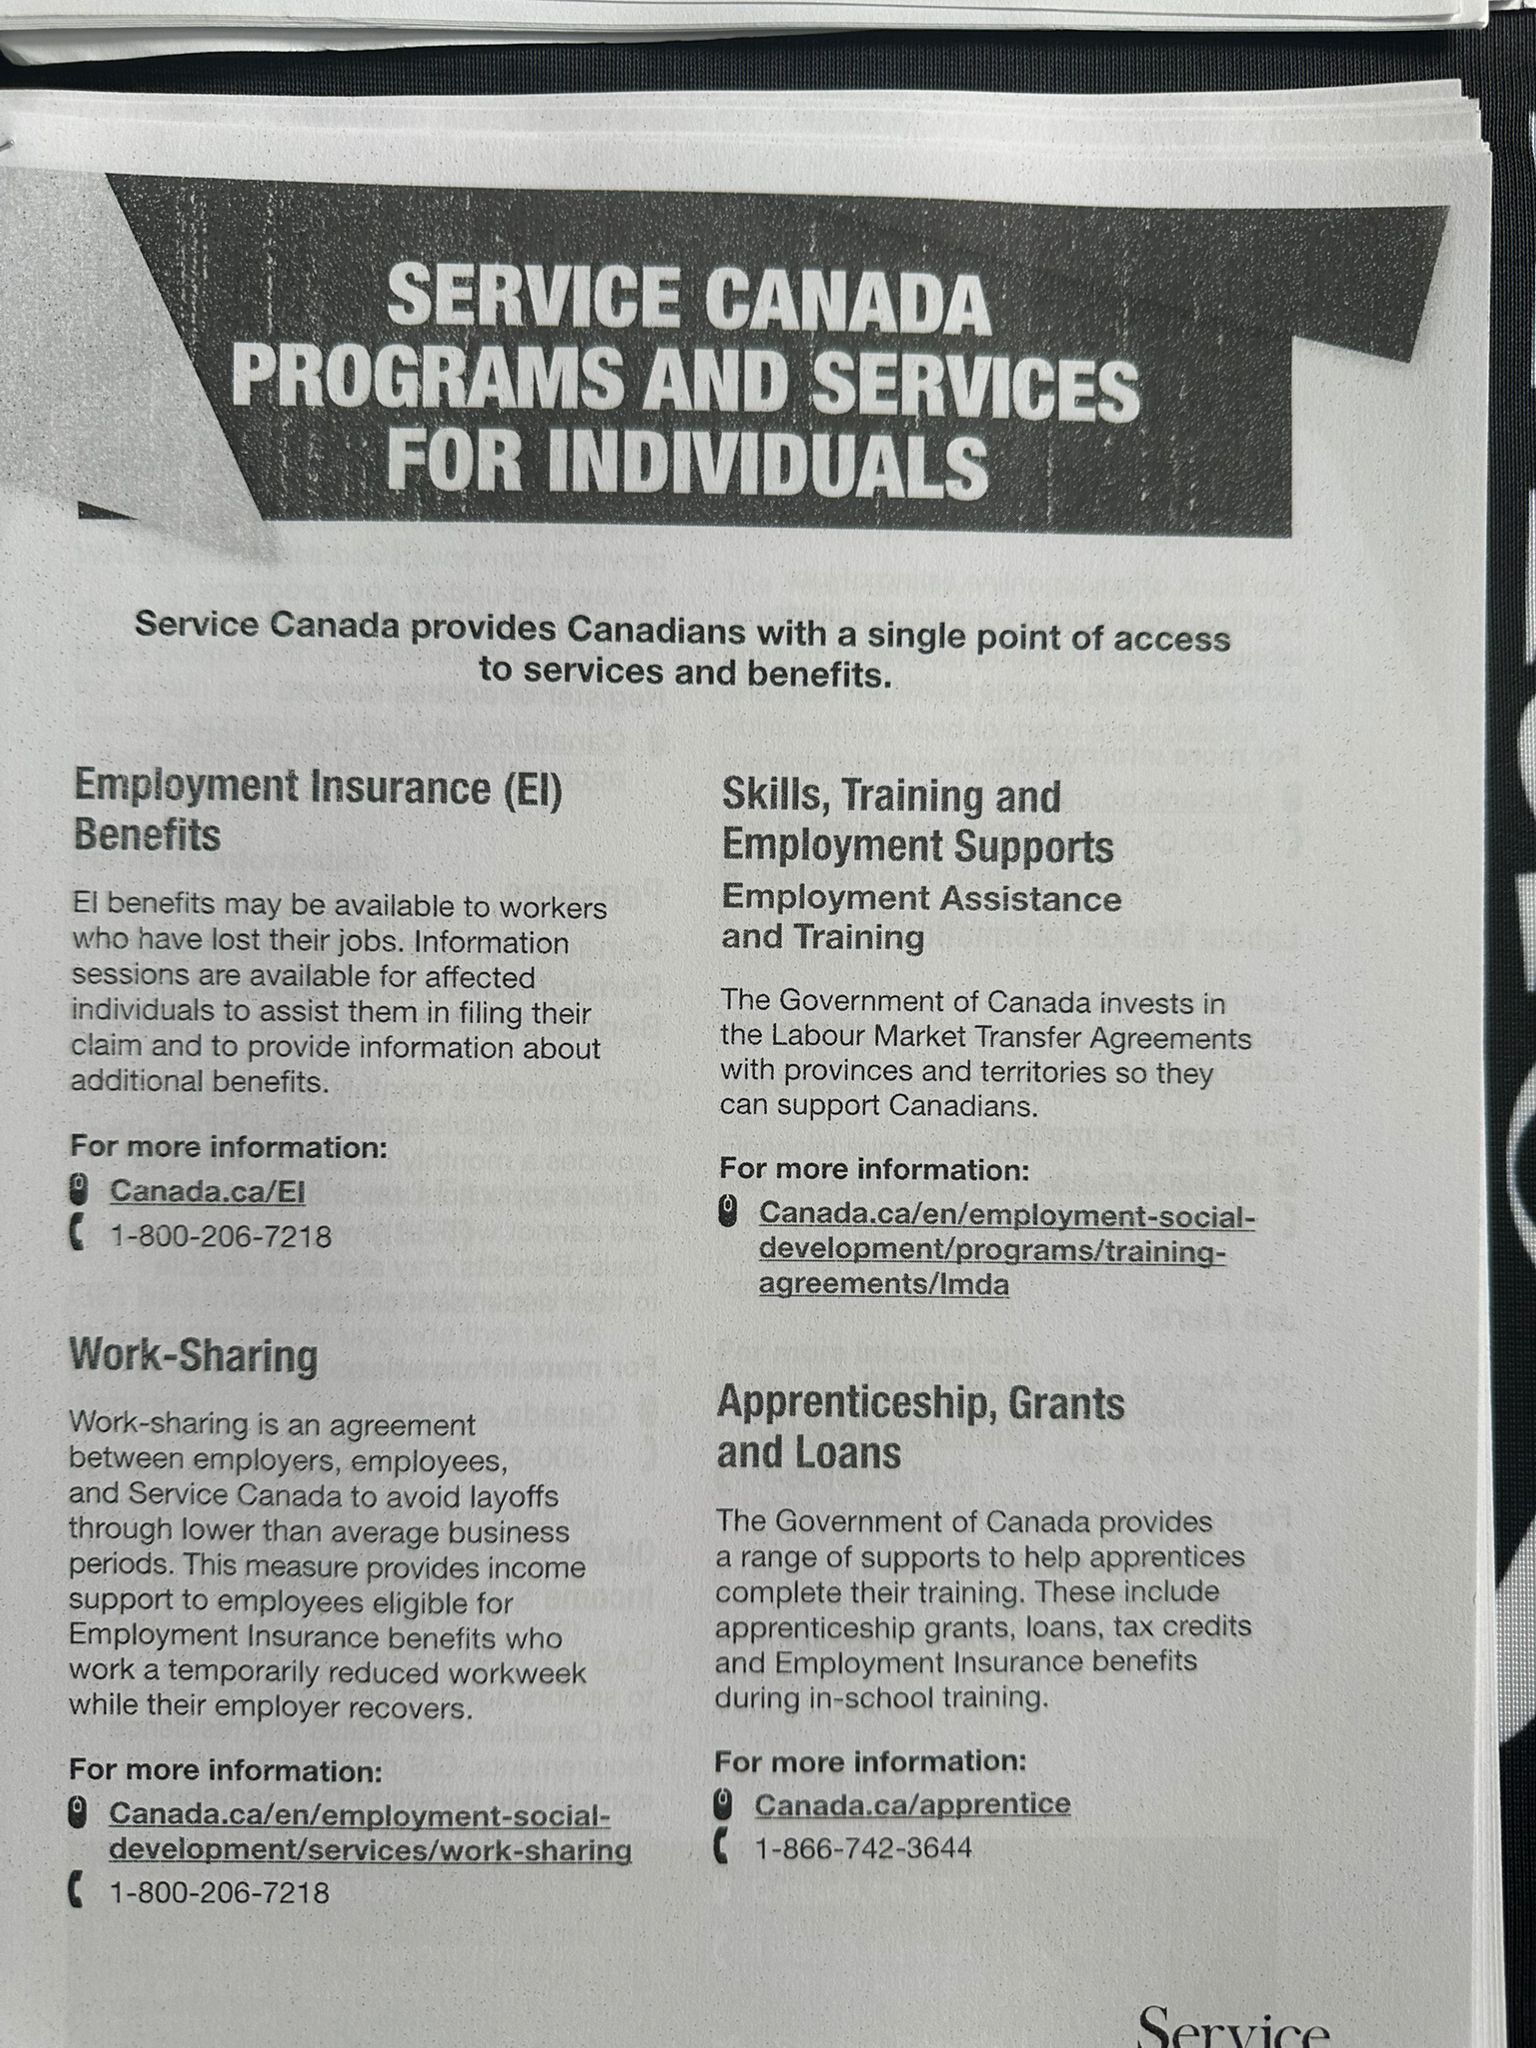 SERVICE CANADA
PROGRAMS AND SERVICES
FOR INDIVIDUALS
Service Canada provides Canadians with a single point of access
to services and benefits.
Employment Insurance (EI)
Benefits
EI benefits may be available to workers
who have lost their jobs. Information
sessions are available for affected
individuals to assist them in filing their
claim and to provide information about
additional benefits.
For more information:
Canada.ca/EI
1-800-206-7218
Work-Sharing
Work-sharing is an agreement
between employers, employees,
and Service Canada to avoid layoffs
through lower than average business
periods. This measure provides income
support to employees eligible for
Employment Insurance benefits who
work a temporarily reduced workweek
while their employer recovers.
For more information:
Canada.ca/en/employment-social-
development/services/work-sharing
1-800-206-7218
Skills, Training and
Employment Supports
Employment Assistance
and Training
The Government of Canada invests in
the Labour Market Transfer Agreements
with provinces and territories so they
can support Canadians.
For more information:
Canada.ca/en/employment-social-
development/programs/training-
agreements/lmda
Apprenticeship, Grants
and Loans
The Government of Canada provides
a range of supports to help apprentices
complete their training. These include
apprenticeship grants, loans, tax credits
and Employment Insurance benefits
during in-school training.
For more information:
Canada.ca/apprentice
1-866-742-3644
Service